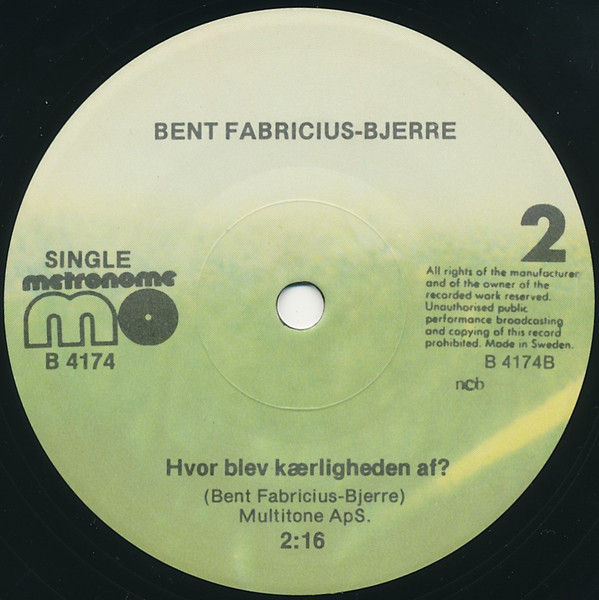 BENT FABRICIUS-BJERRE
2
SINGLE
metronome
mo
B 4174
All rights of the manufacturer
and of the owner of the
recorded work reserved.
Unauthorised public
performance broadcasting
and copying of this record
prohibited. Made in Sweden.
B 4174B
ncb
Hvor blev kærligheden af?
(Bent Fabricius-Bjerre)
Multitone ApS.
2:16